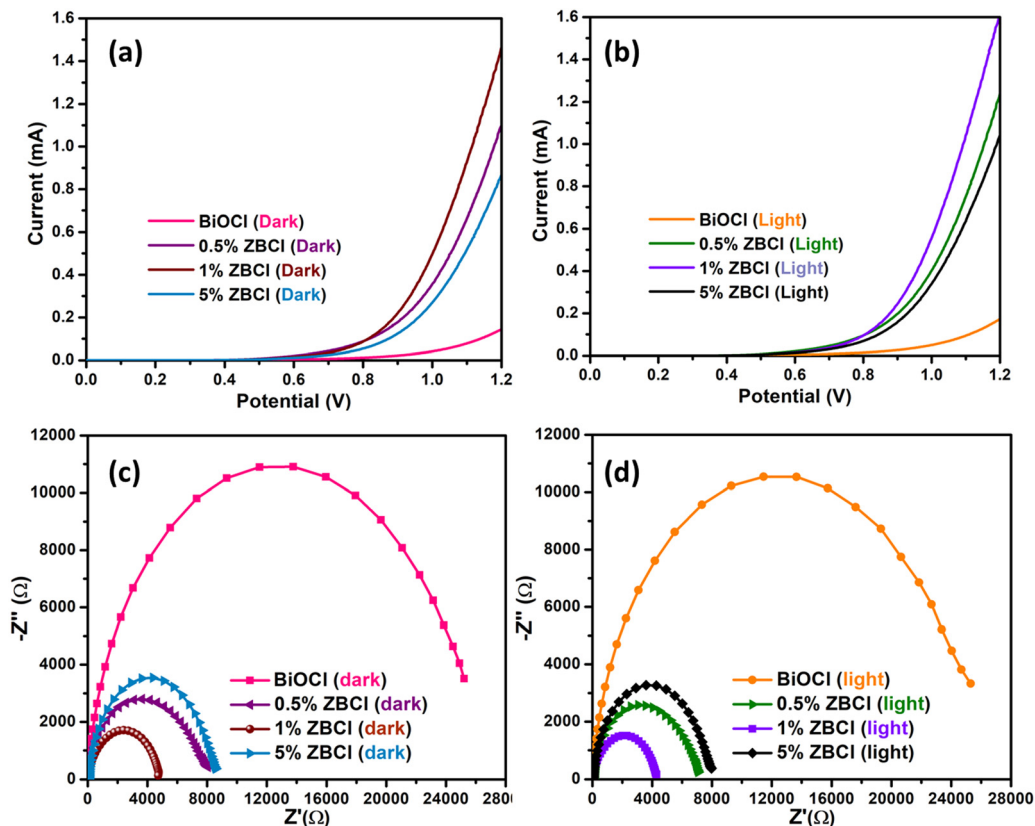 (a)
1.6
1.4
1.2
1.0
0.8
0.6
0.4
0.2
0.0
Current (mA)
BiOCl (Dark)
0.5% ZBCl (Dark)
1% ZBCl (Dark)
5% ZBCl (Dark)
0.0 0.2 0.4 0.6 0.8 1.0 1.2
Potential (V)
(b)
1.6
1.4
1.2
1.0
0.8
0.6
0.4
0.2
0.0
Current (mA)
BiOCl (Light)
0.5% ZBCl (Light)
1% ZBCl (Light)
5% ZBCl (Light)
0.0 0.2 0.4 0.6 0.8 1.0 1.2
Potential (V)
(c)
12000
10000
8000
6000
4000
2000
0
-Z'' (Ω)
BiOCl (dark)
0.5% ZBCl (dark)
1% ZBCl (dark)
5% ZBCl (dark)
0 4000 8000 12000 16000 20000 24000 2800
Z'(Ω)
(d)
12000
10000
8000
6000
4000
2000
0
-Z'' (Ω)
BiOCl (light)
0.5% ZBCl (light)
1% ZBCl (light)
5% ZBCl (light)
0 4000 8000 12000 16000 20000 24000 28000
Z'(Ω)